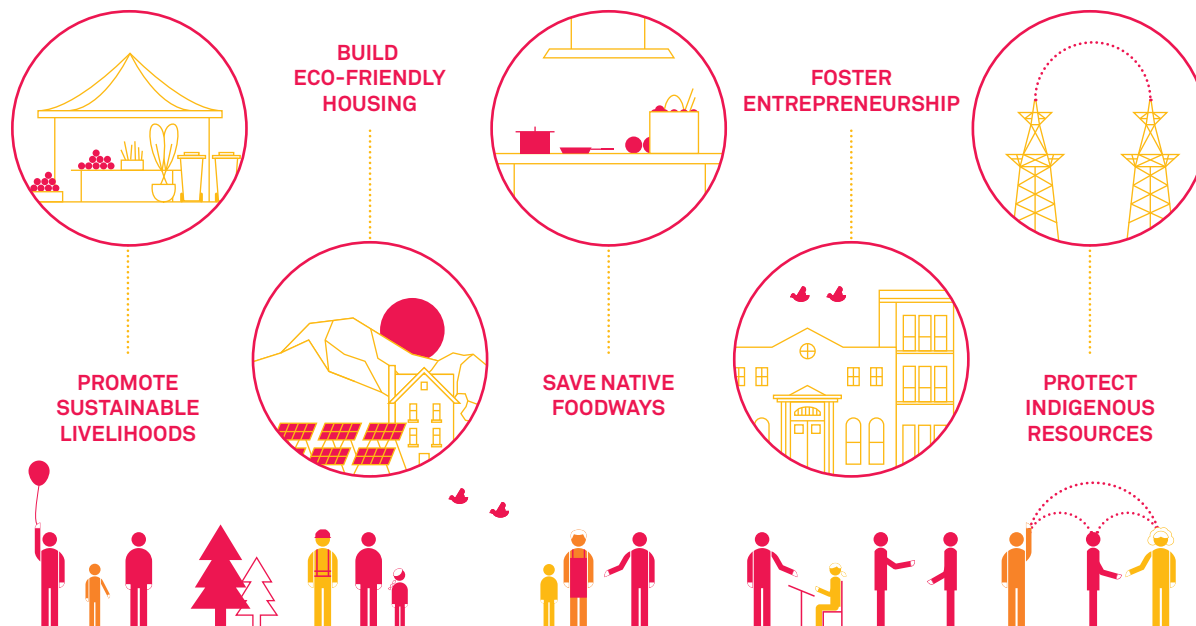 BUILD
ECO-FRIENDLY
HOUSING
FOSTER
ENTREPRENEURSHIP
PROMOTE
SUSTAINABLE
LIVELIHOODS
SAVE NATIVE
FOODWAYS
PROTECT
INDIGENOUS
RESOURCES